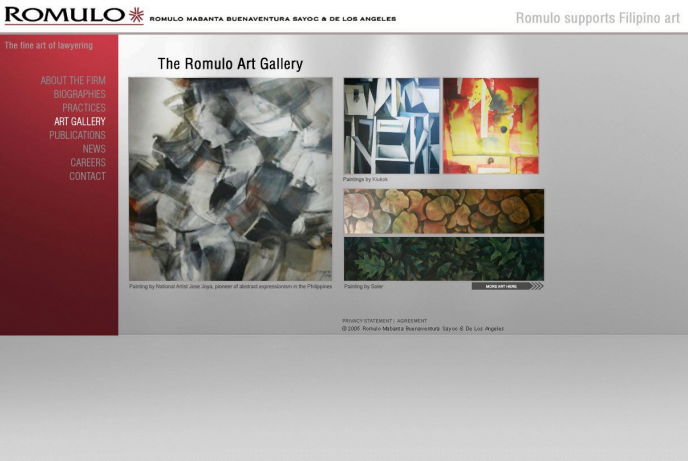 ROMULO
ROMULO MABANTA BUENAVENTURA SAYOC & DE LOS ANGELES
Romulo supports Filipino art
The fine art of lawyering
ABOUT THE FIRM
BIOGRAPHIES
PRACTICES
ART GALLERY
PUBLICATIONS
NEWS
CAREERS
CONTACT
The Romulo Art Gallery
Paintings by Kiukok
Painting by National Artist Jose Joya, pioneer of abstract expressionism in the Philippines
Painting by Soler
MORE ART HERE
PRIVACY STATEMENT | AGREEMENT
© 2005 Romulo Mabanta Buenaventura Sayoc & De Los Angeles